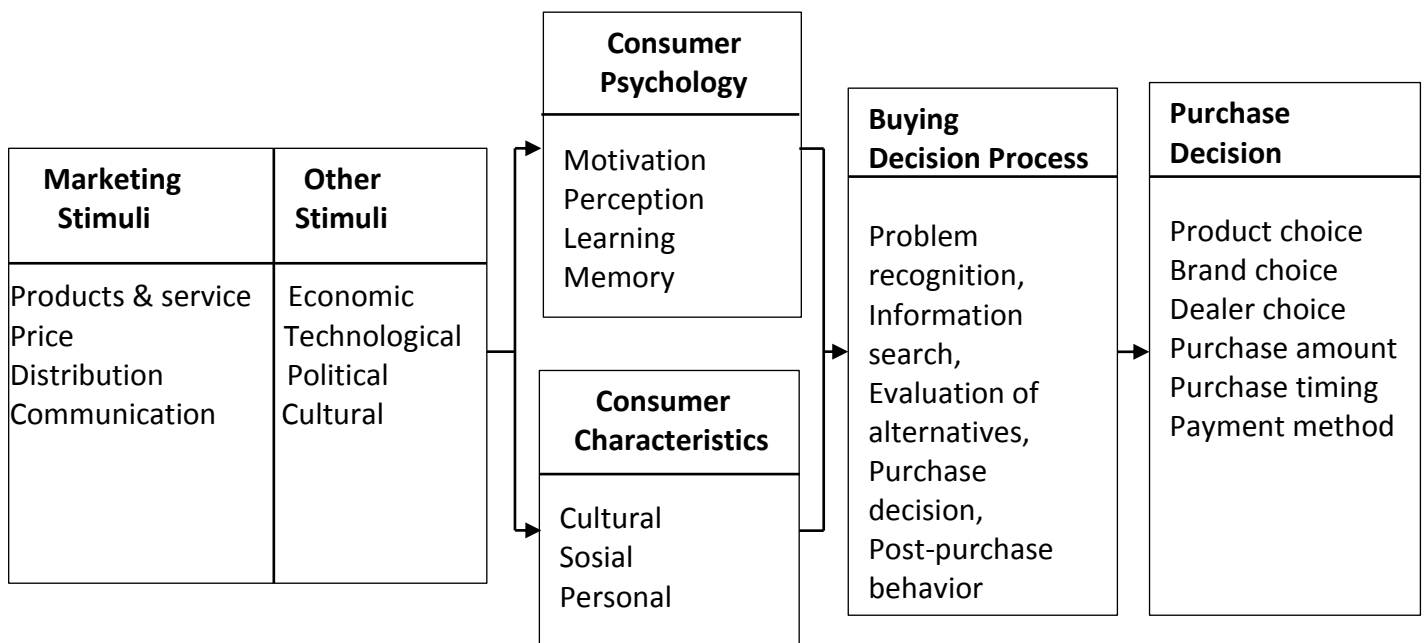 Marketing
Stimuli
Products & service
Price
Distribution
Communication
Other
Stimuli
Economic
Technological
Political
Cultural
Consumer
Psychology
Motivation
Perception
Learning
Memory
Consumer
Characteristics
Cultural
Sosial
Personal
Buying
Decision Process
Problem
recognition,
Information
search,
Evaluation of
alternatives,
Purchase
decision,
Post-purchase
behavior
Purchase
Decision
Product choice
Brand choice
Dealer choice
Purchase amount
Purchase timing
Payment method